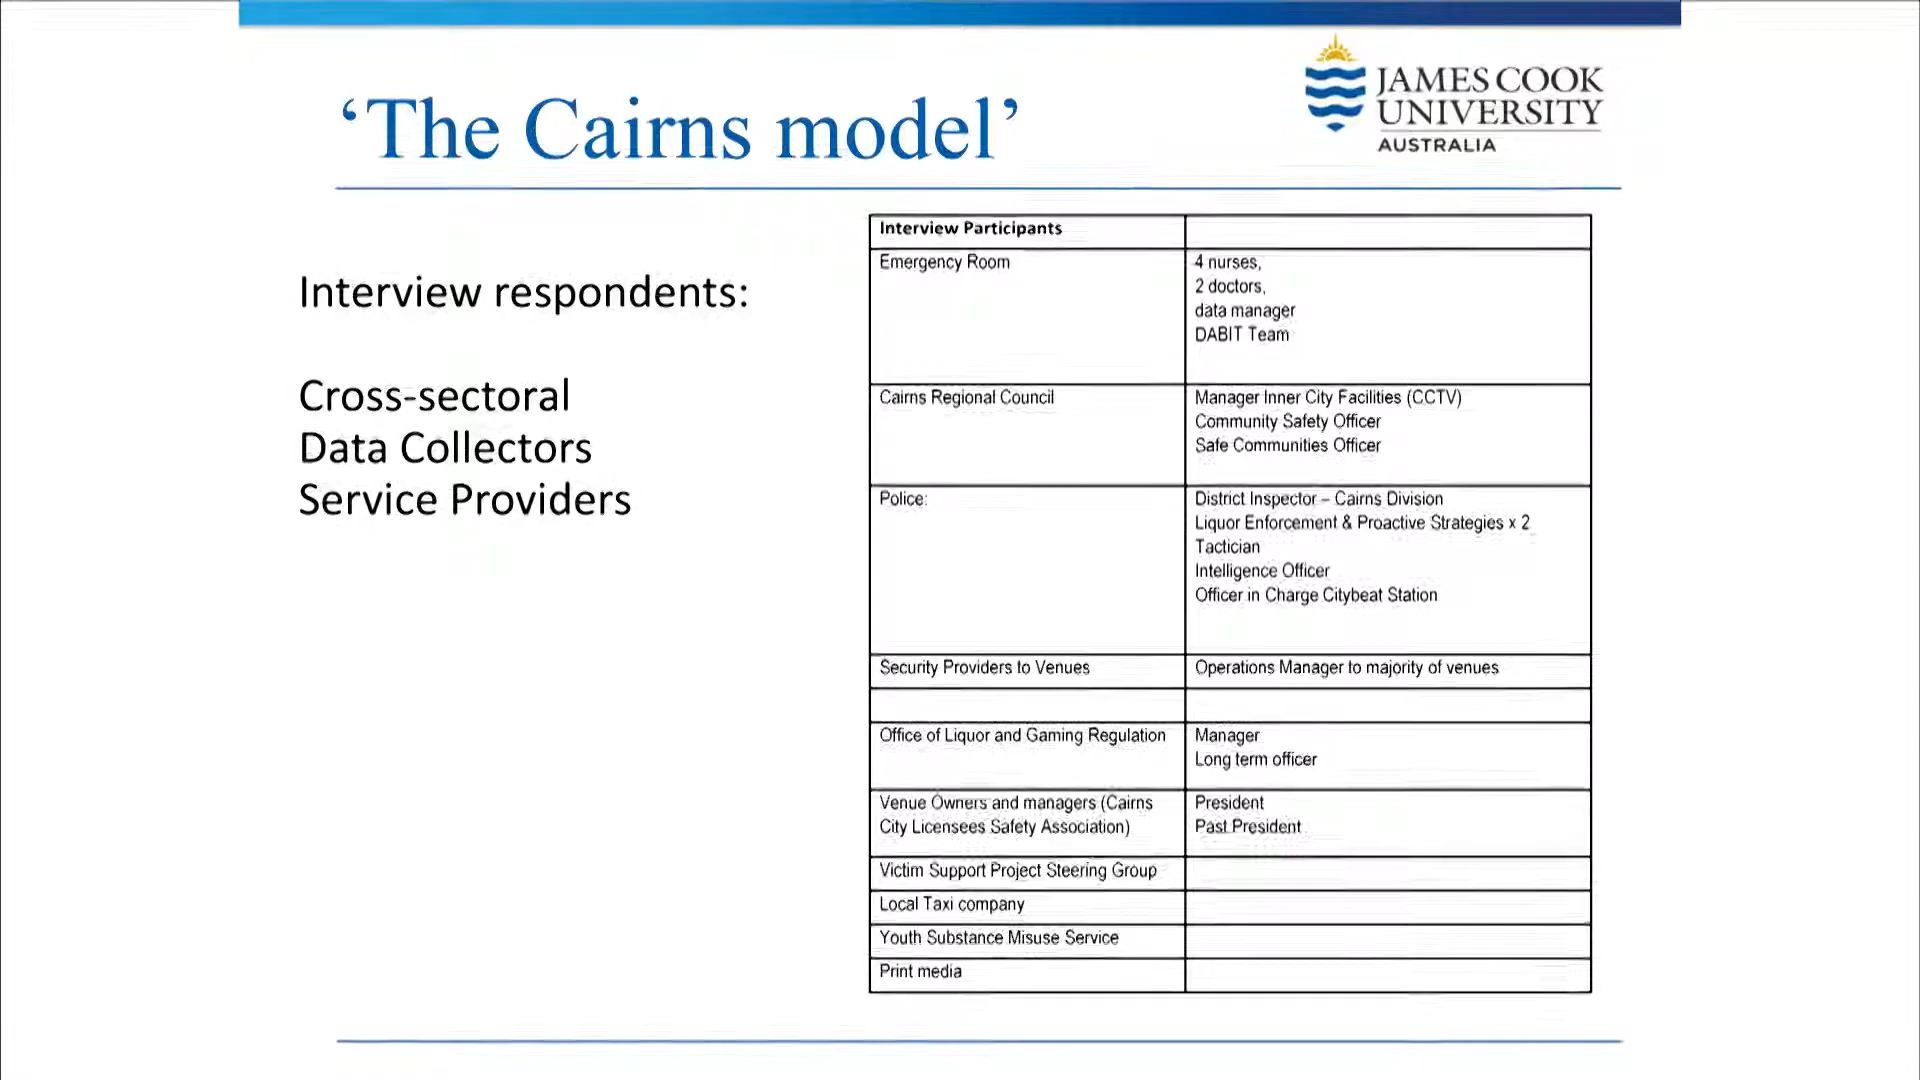 ‘The Cairns model’
JAMES COOK
UNIVERSITY
AUSTRALIA
Interview respondents:
Cross-sectoral
Data Collectors
Service Providers
Interview Participants
Emergency Room
4 nurses,
2 doctors,
data manager
DABIT Team
Cairns Regional Council
Manager Inner City Facilities (CCTV)
Community Safety Officer
Safe Communities Officer
Police:
District Inspector – Cairns Division
Liquor Enforcement & Proactive Strategies x 2
Tactician
Intelligence Officer
Officer in Charge Citybeat Station
Security Providers to Venues
Operations Manager to majority of venues
Office of Liquor and Gaming Regulation
Manager
Long term officer
Venue Owners and managers (Cairns
City Licensees Safety Association)
President
Past President
Victim Support Project Steering Group
Local Taxi company
Youth Substance Misuse Service
Print media